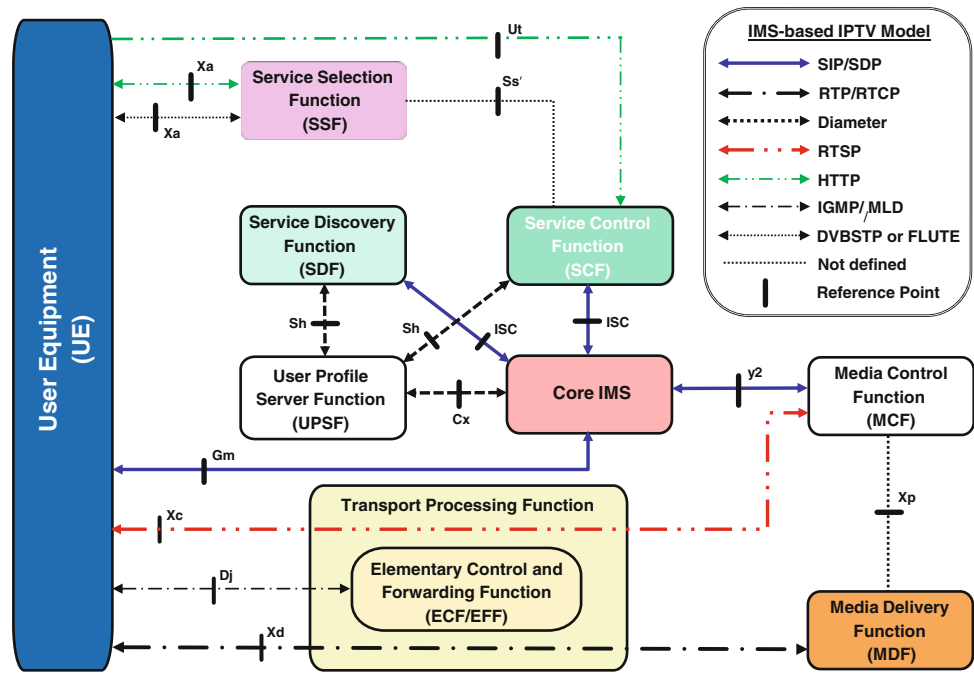 Ut
IMS-based IPTV Model
SIP/SDP
RTP/RTCP
Diameter
RTSP
HTTP
IGMP/MLD
DVBSTP or FLUTE
Not defined
Reference Point
Xa
Service Selection
Function
(SSF)
Ss'
Xa
User Equipment
(UE)
Service Discovery
Function
(SDF)
Service Control
Function
(SCF)
Sh
Sh
ISC
ISC
User Profile
Server Function
(UPSF)
Cx
Core IMS
y2
Media Control
Function
(MCF)
Gm
Transport Processing Function
Xc
Xp
Dj
Elementary Control and
Forwarding Function
(ECF/EFF)
Xd
Media Delivery
Function
(MDF)